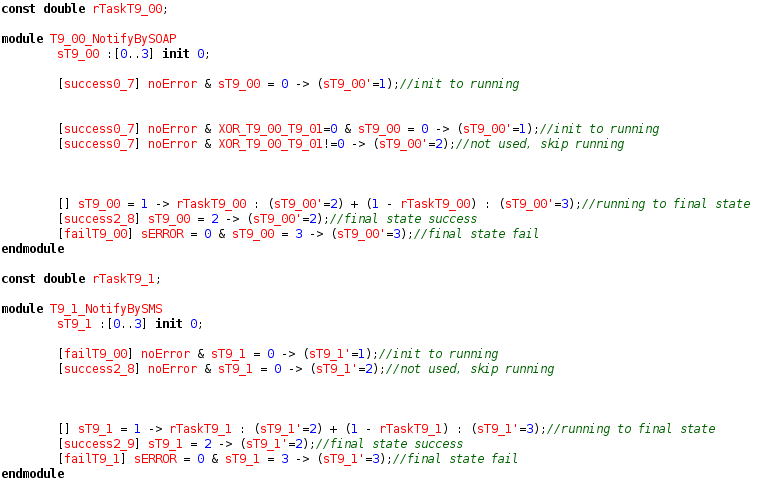 const double rTaskT9_00;
module T9_00_NotifyBySOAP
sT9_00 :[0..3] init 0;
[success0_7] noError & sT9_00 = 0 -> (sT9_00'=1);//init to running
[success0_7] noError & XOR_T9_00_T9_01=0 & sT9_00 = 0 -> (sT9_00'=1);//init to running
[success0_7] noError & XOR_T9_00_T9_01!=0 -> (sT9_00'=2);//not used, skip running
[] sT9_00 = 1 -> rTaskT9_00 : (sT9_00'=2) + (1 - rTaskT9_00) : (sT9_00'=3);//running to final state
[success2_8] sT9_00 = 2 -> (sT9_00'=2);//final state success
[failT9_00] sERROR = 0 & sT9_00 = 3 -> (sT9_00'=3);//final state fail
endmodule
const double rTaskT9_1;
module T9_1_NotifyBySMS
sT9_1 :[0..3] init 0;
[failT9_00] noError & sT9_1 = 0 -> (sT9_1'=1);//init to running
[success2_8] noError & sT9_1 = 0 -> (sT9_1'=2);//not used, skip running
[] sT9_1 = 1 -> rTaskT9_1 : (sT9_1'=2) + (1 - rTaskT9_1) : (sT9_1'=3);//running to final state
[success2_9] sT9_1 = 2 -> (sT9_1'=2);//final state success
[failT9_1] sERROR = 0 & sT9_1 = 3 -> (sT9_1'=3);//final state fail
endmodule